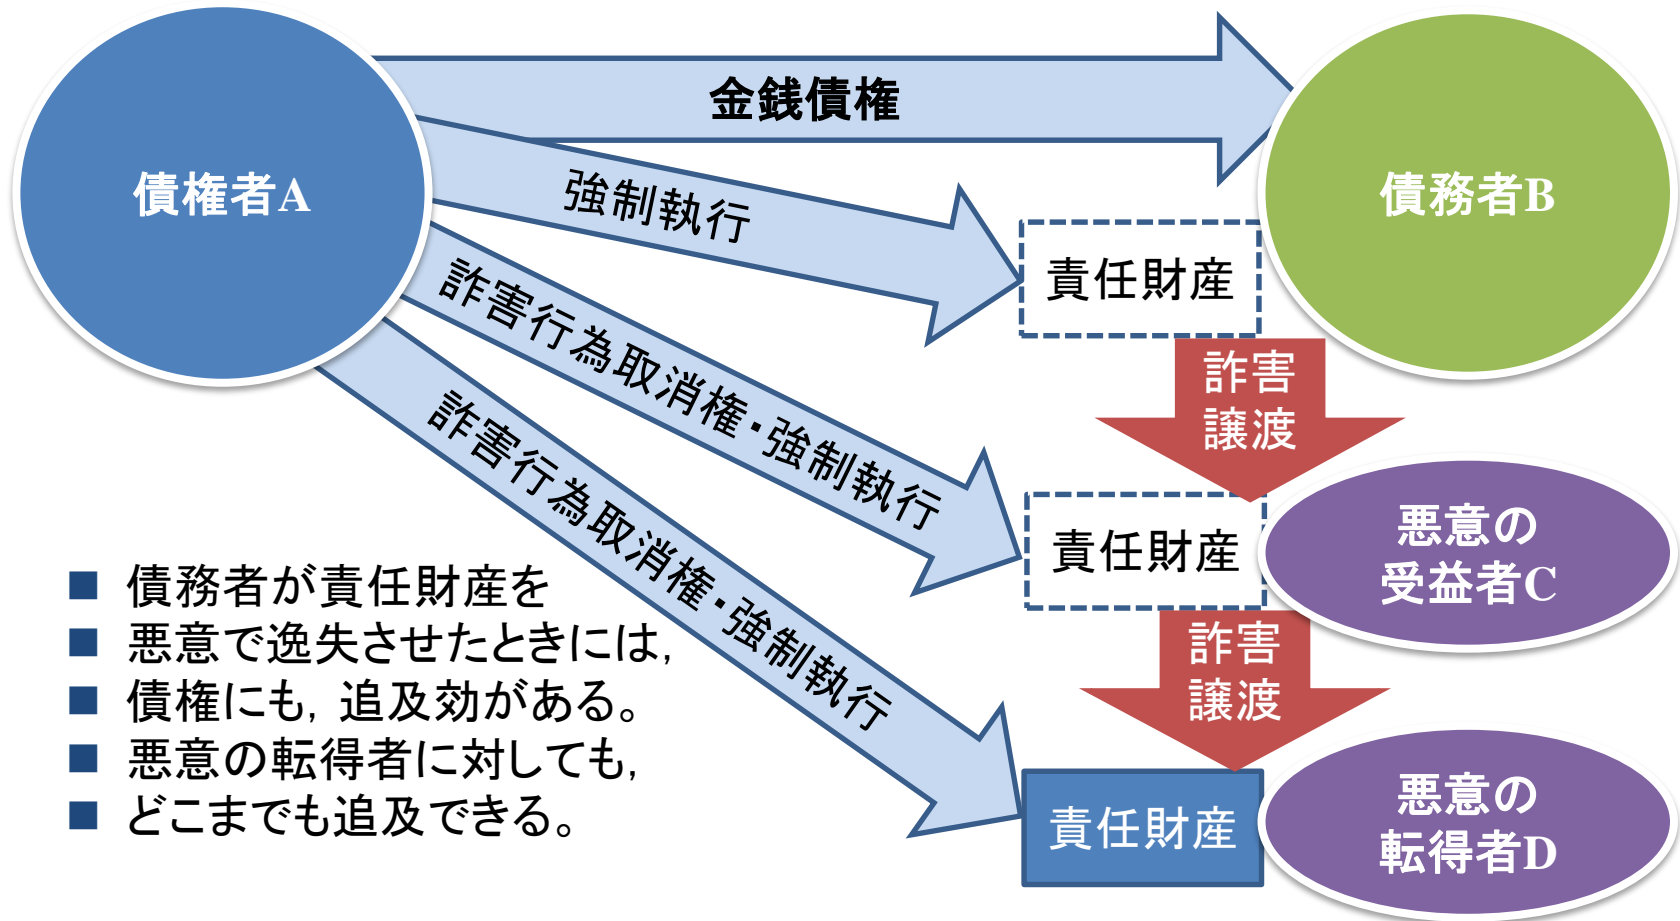 金銭債権
債権者A
債務者B
強制執行
責任財産
詐害行為取消権・強制執行
詐害
譲渡
詐害行為取消権・強制執行
責任財産
悪意の
受益者C
詐害
譲渡
責任財産
悪意の
転得者D
■ 債務者が責任財産を
■ 悪意で逸失させたときには,
■ 債権にも, 追及効がある。
■ 悪意の転得者に対しても,
■ どこまでも追及できる。